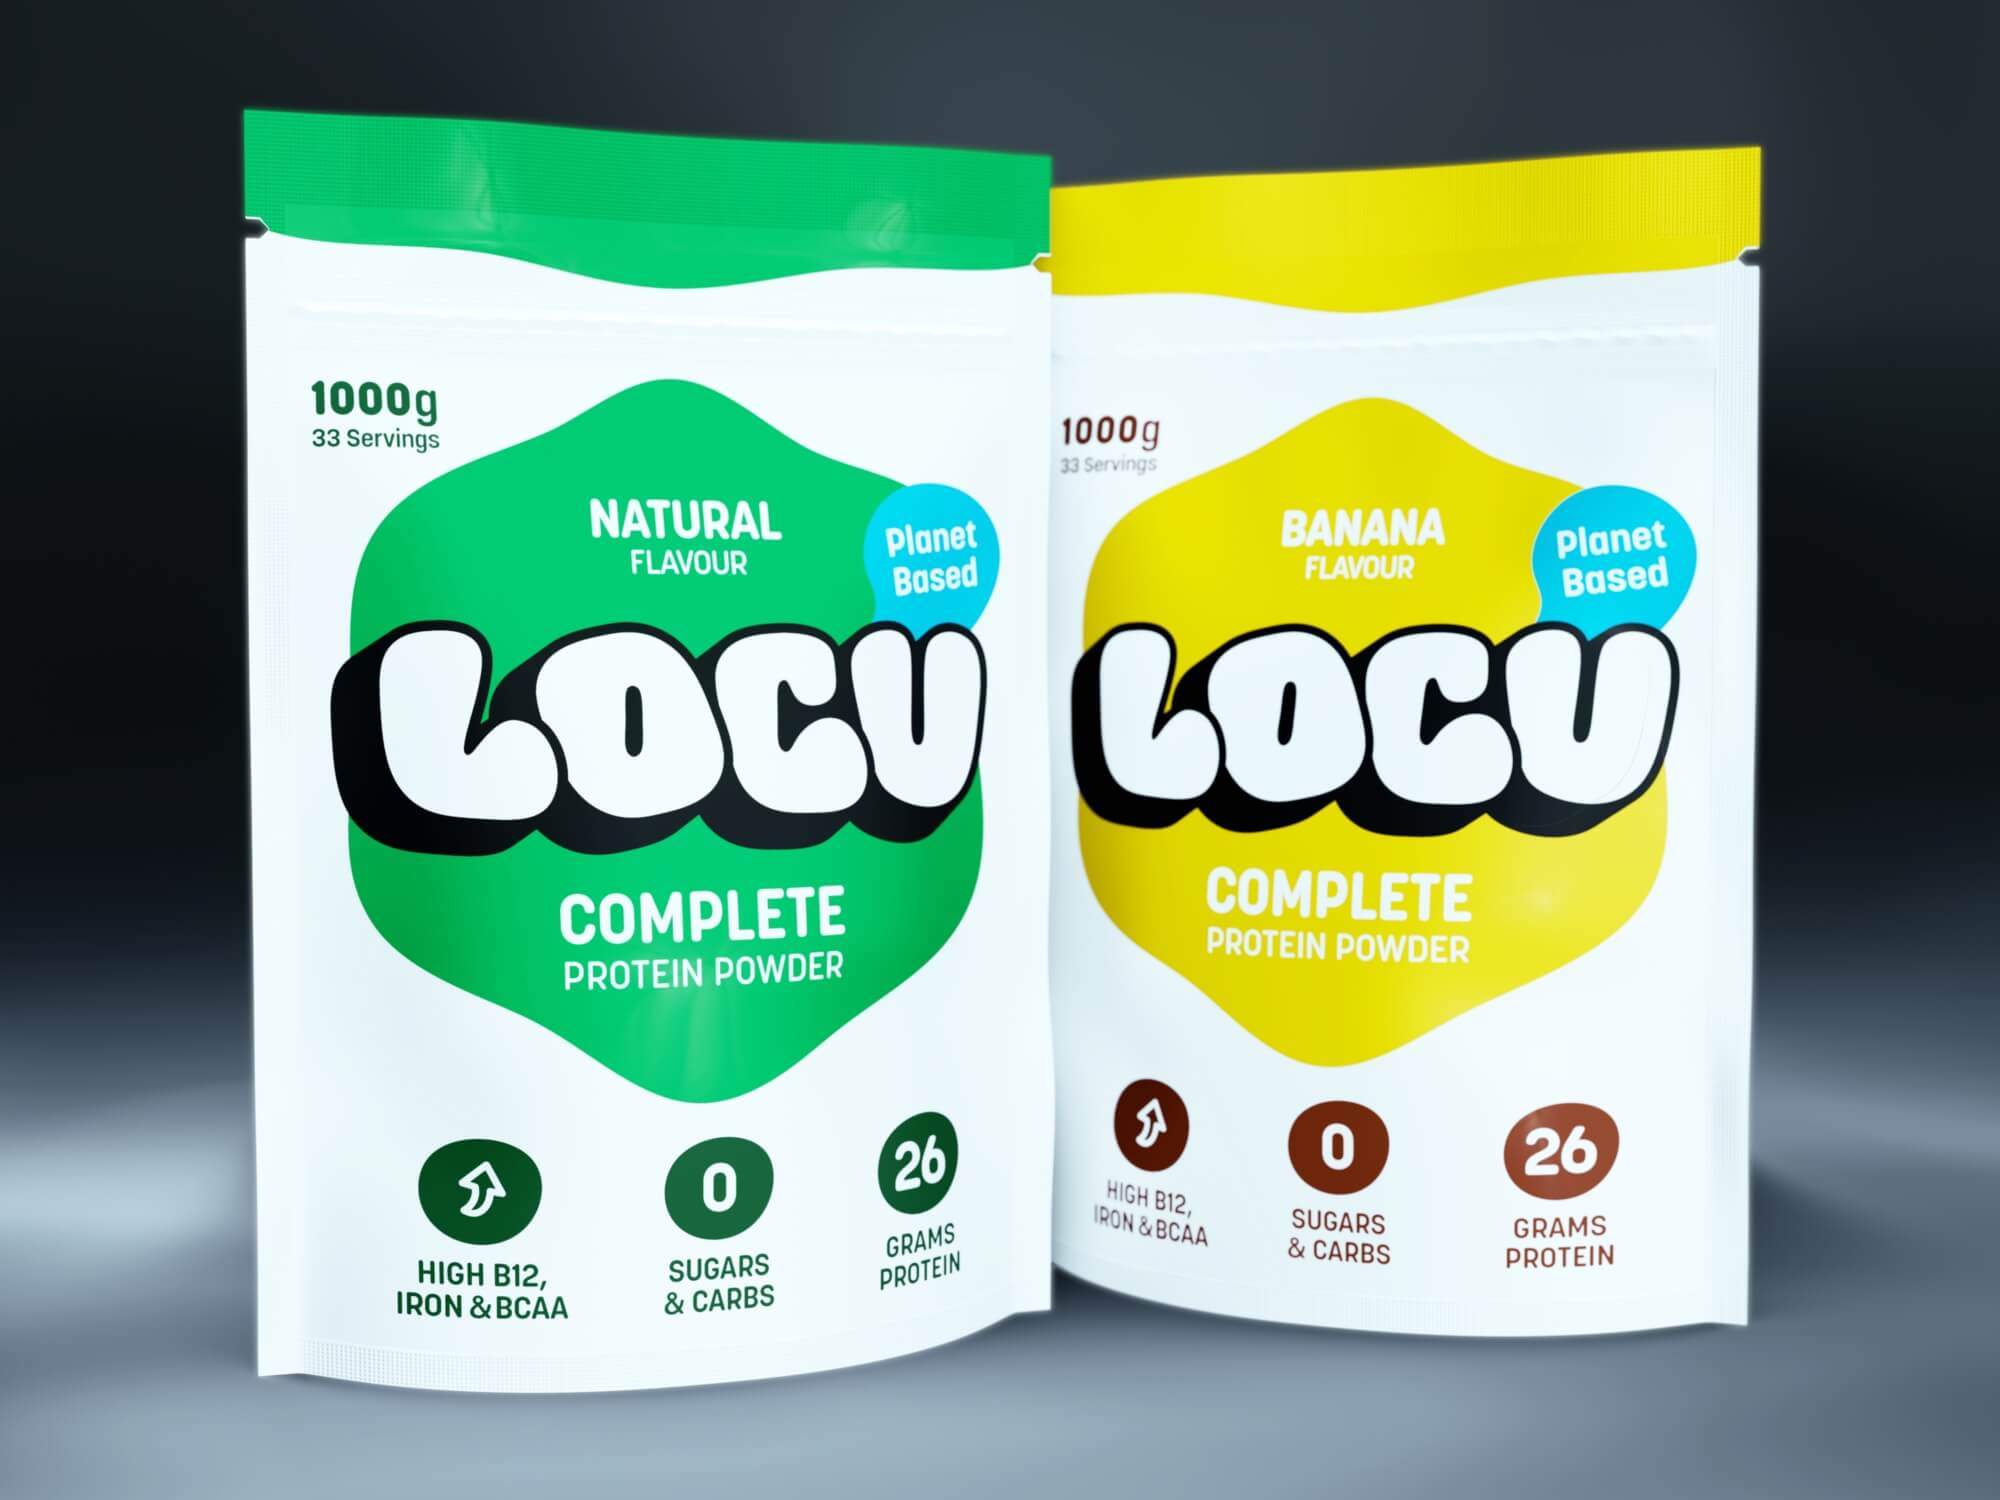 1000g
33 Servings
NATURAL
FLAVOUR
Planet
Based
LOCU
COMPLETE
PROTEIN POWDER
HIGH B12,
IRON & BCAA
0
SUGARS
& CARBS
26
GRAMS
PROTEIN
1000g
33 Servings
BANANA
FLAVOUR
Planet
Based
LOCU
COMPLETE
PROTEIN POWDER
HIGH B12,
IRON & BCAA
0
SUGARS
& CARBS
26
GRAMS
PROTEIN